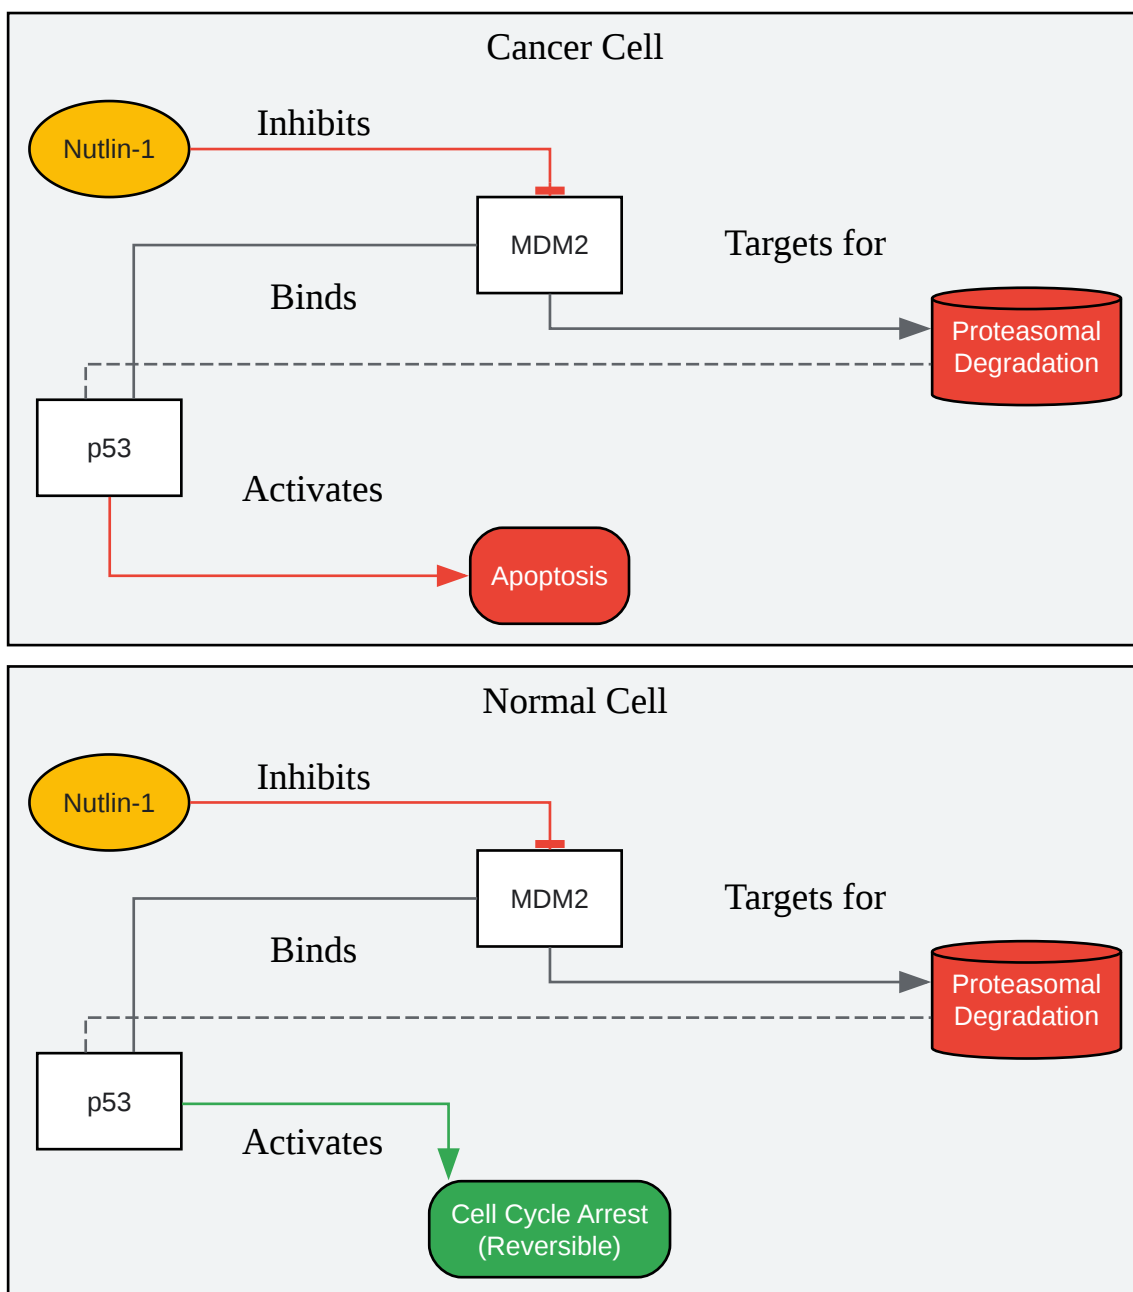 Cancer Cell
Inhibits
Nutlin-1
MDM2
Targets for
Binds
Proteasomal
Degradation
p53
Activates
Apoptosis
Normal Cell
Inhibits
Nutlin-1
MDM2
Targets for
Binds
Proteasomal
Degradation
p53
Activates
Cell Cycle Arrest
(Reversible)